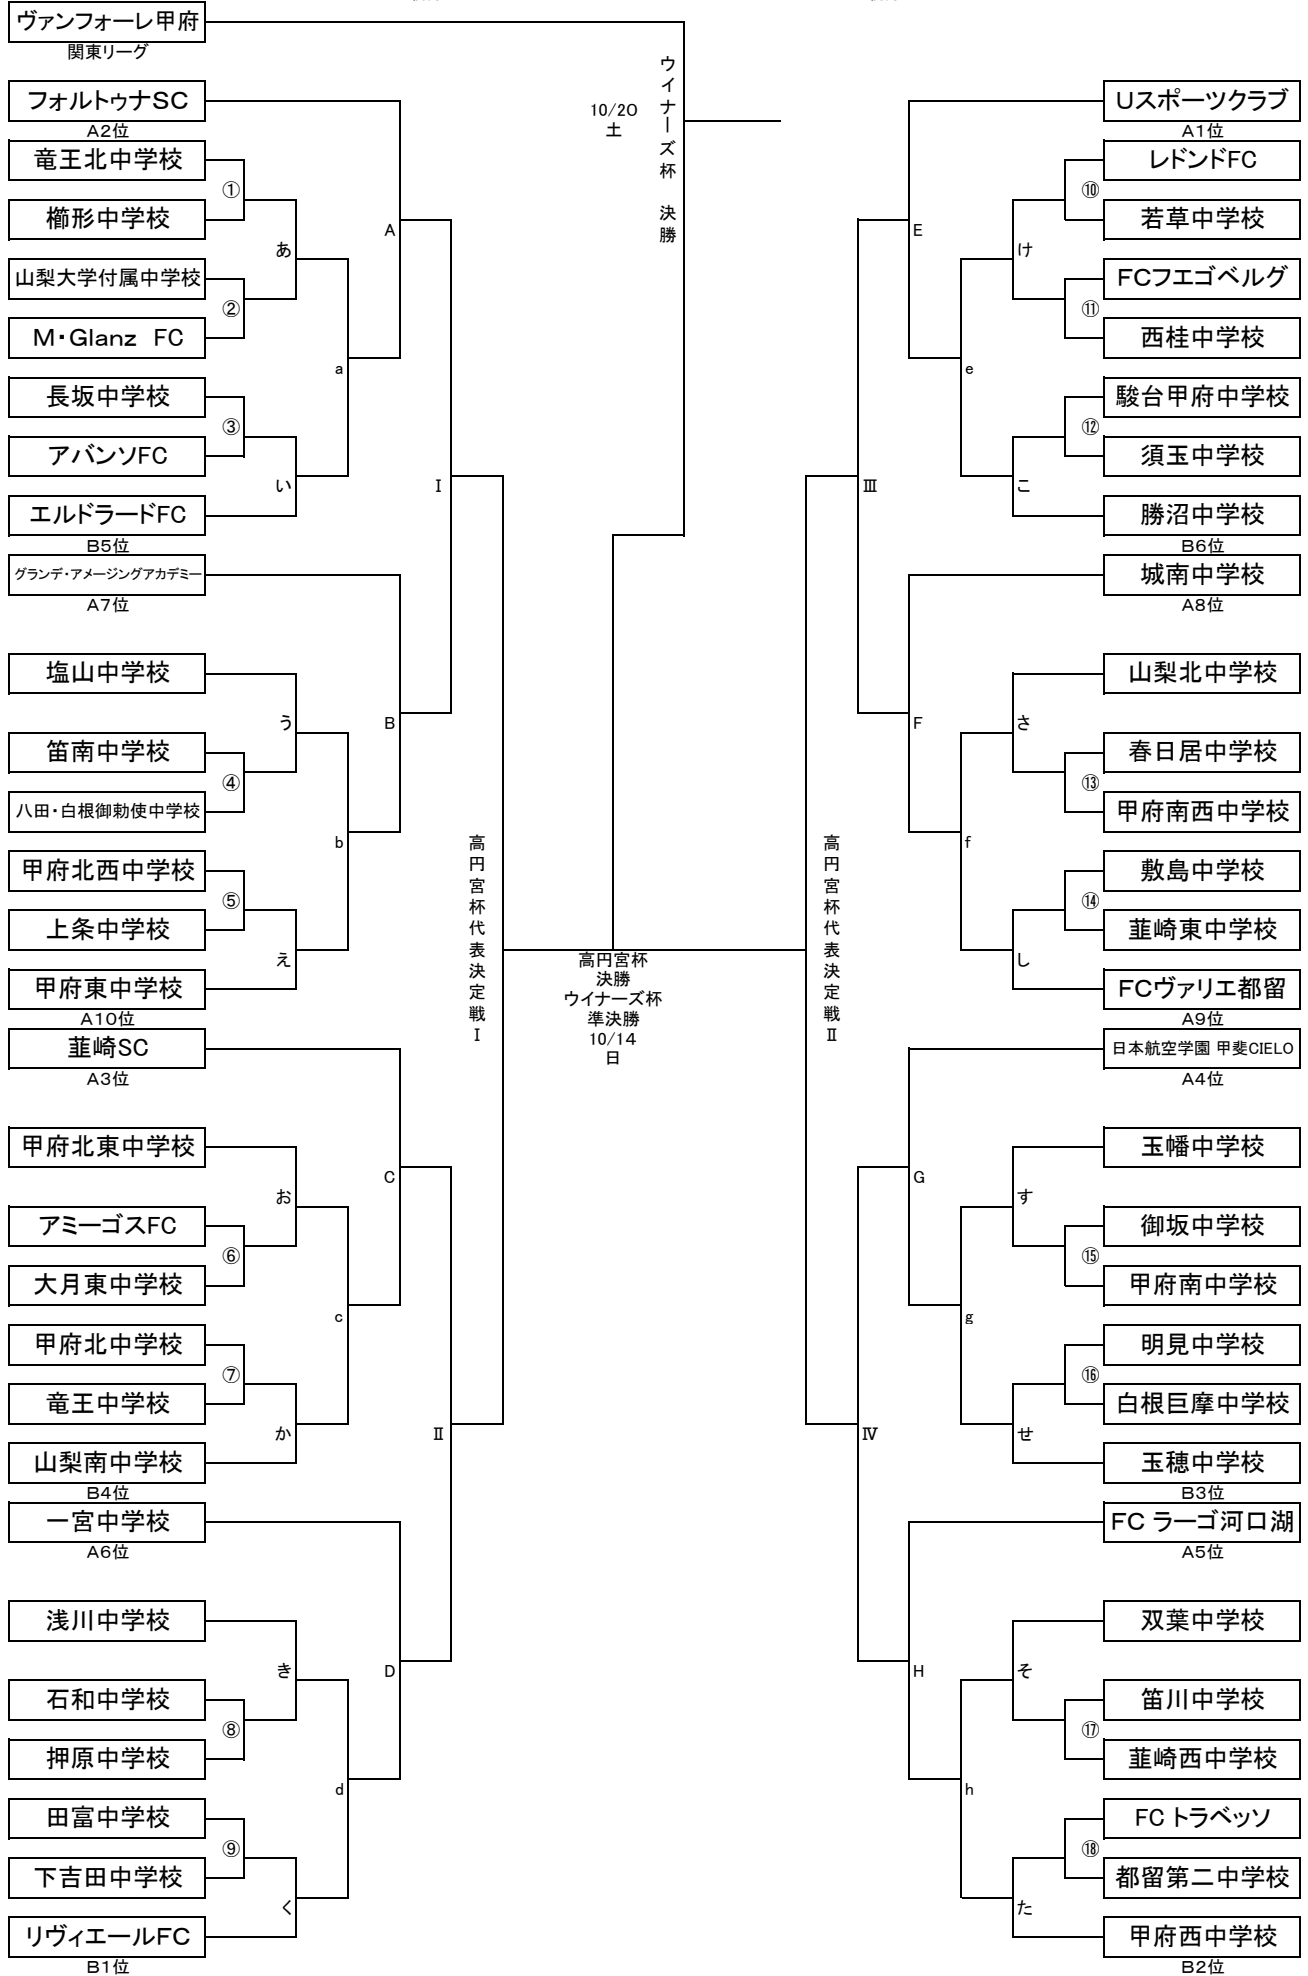 ヴァンフォーレ甲府
関東リーグ
フォルトゥナSC
A2位
竜王北中学校
①
櫛形中学校
あ
A
山梨大学付属中学校
②
M・Glanz FC
a
長坂中学校
③
アバンソFC
い
I
エルドラードFC
B5位
グランデ・アメージングアカデミー
A7位
塩山中学校
う
B
笛南中学校
④
八田・白根御勅使中学校
b
甲府北西中学校
⑤
上条中学校
え
甲府東中学校
A10位
高円宮杯代表決定戦Ⅰ
韮崎SC
A3位
甲府北東中学校
C
お
アミーゴスFC
⑥
大月東中学校
c
甲府北中学校
⑦
竜王中学校
か
Ⅱ
山梨南中学校
B4位
一宮中学校
A6位
浅川中学校
き
D
石和中学校
⑧
押原中学校
d
田富中学校
⑨
下吉田中学校
く
リヴィエールFC
B1位
10/20
土
ウイナーズ杯 決勝
高円宮杯
決勝
ウイナーズ杯
準決勝
10/14
日
Uスポーツクラブ
A1位
レドンドFC
⑩
若草中学校
E
け
FCフエゴベルグ
⑪
西桂中学校
e
駿台甲府中学校
⑫
須玉中学校
Ⅲ
こ
勝沼中学校
B6位
城南中学校
A8位
山梨北中学校
F
さ
春日居中学校
⑬
甲府南西中学校
f
敷島中学校
⑭
韮崎東中学校
し
FCヴァリエ都留
A9位
高円宮杯代表決定戦Ⅱ
日本航空学園 甲斐CIELO
A4位
玉幡中学校
G
す
御坂中学校
⑮
甲府南中学校
g
明見中学校
⑯
白根巨摩中学校
Ⅳ
せ
玉穂中学校
B3位
FC ラーゴ河口湖
A5位
双葉中学校
H
そ
笛川中学校
⑰
韮崎西中学校
h
FC トラベッソ
⑱
都留第二中学校
た
甲府西中学校
B2位